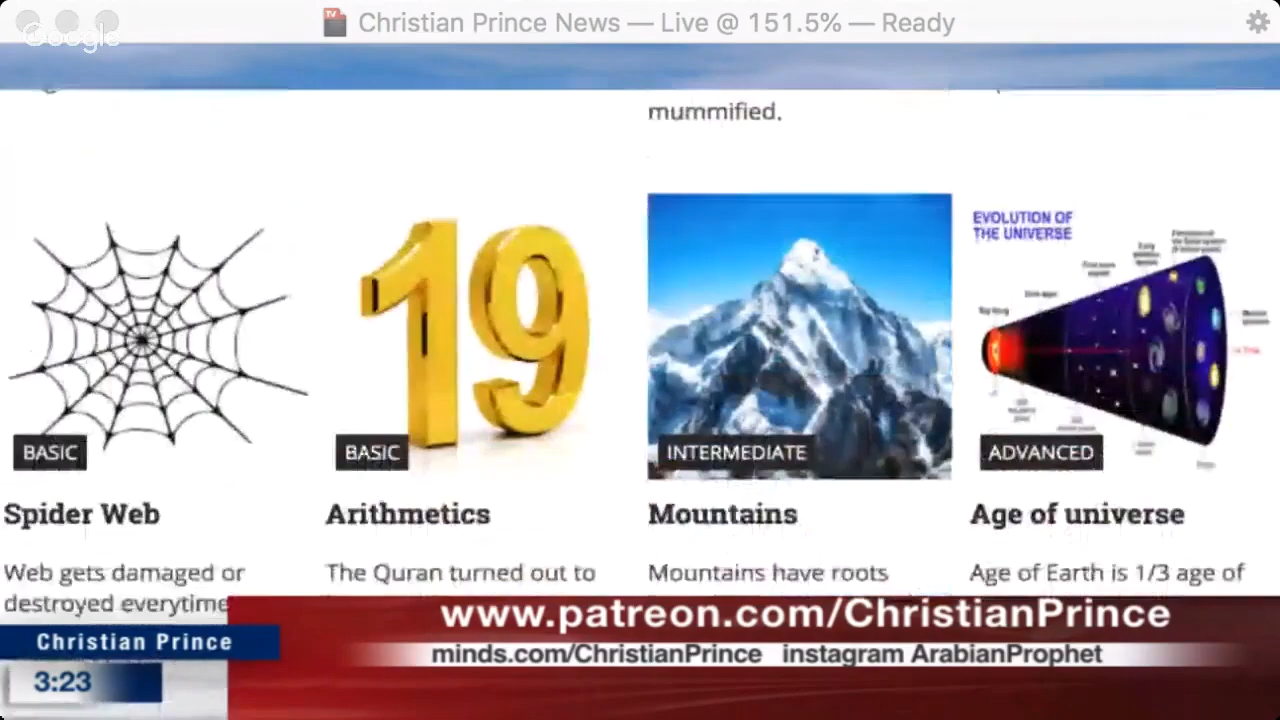 Christian Prince News — Live @ 151.5% — Ready
Google
mummified.
19
EVOLUTION OF
THE UNIVERSE
BASIC
BASIC
INTERMEDIATE
ADVANCED
Spider Web
Arithmetics
Mountains
Age of universe
Web gets damaged or
destroyed everytime
The Quran turned out to
Mountains have roots
Age of Earth is 1/3 age of
www.patreon.com/ChristianPrince
Christian Prince
minds.com/ChristianPrince instagram ArabianProphet
3:23